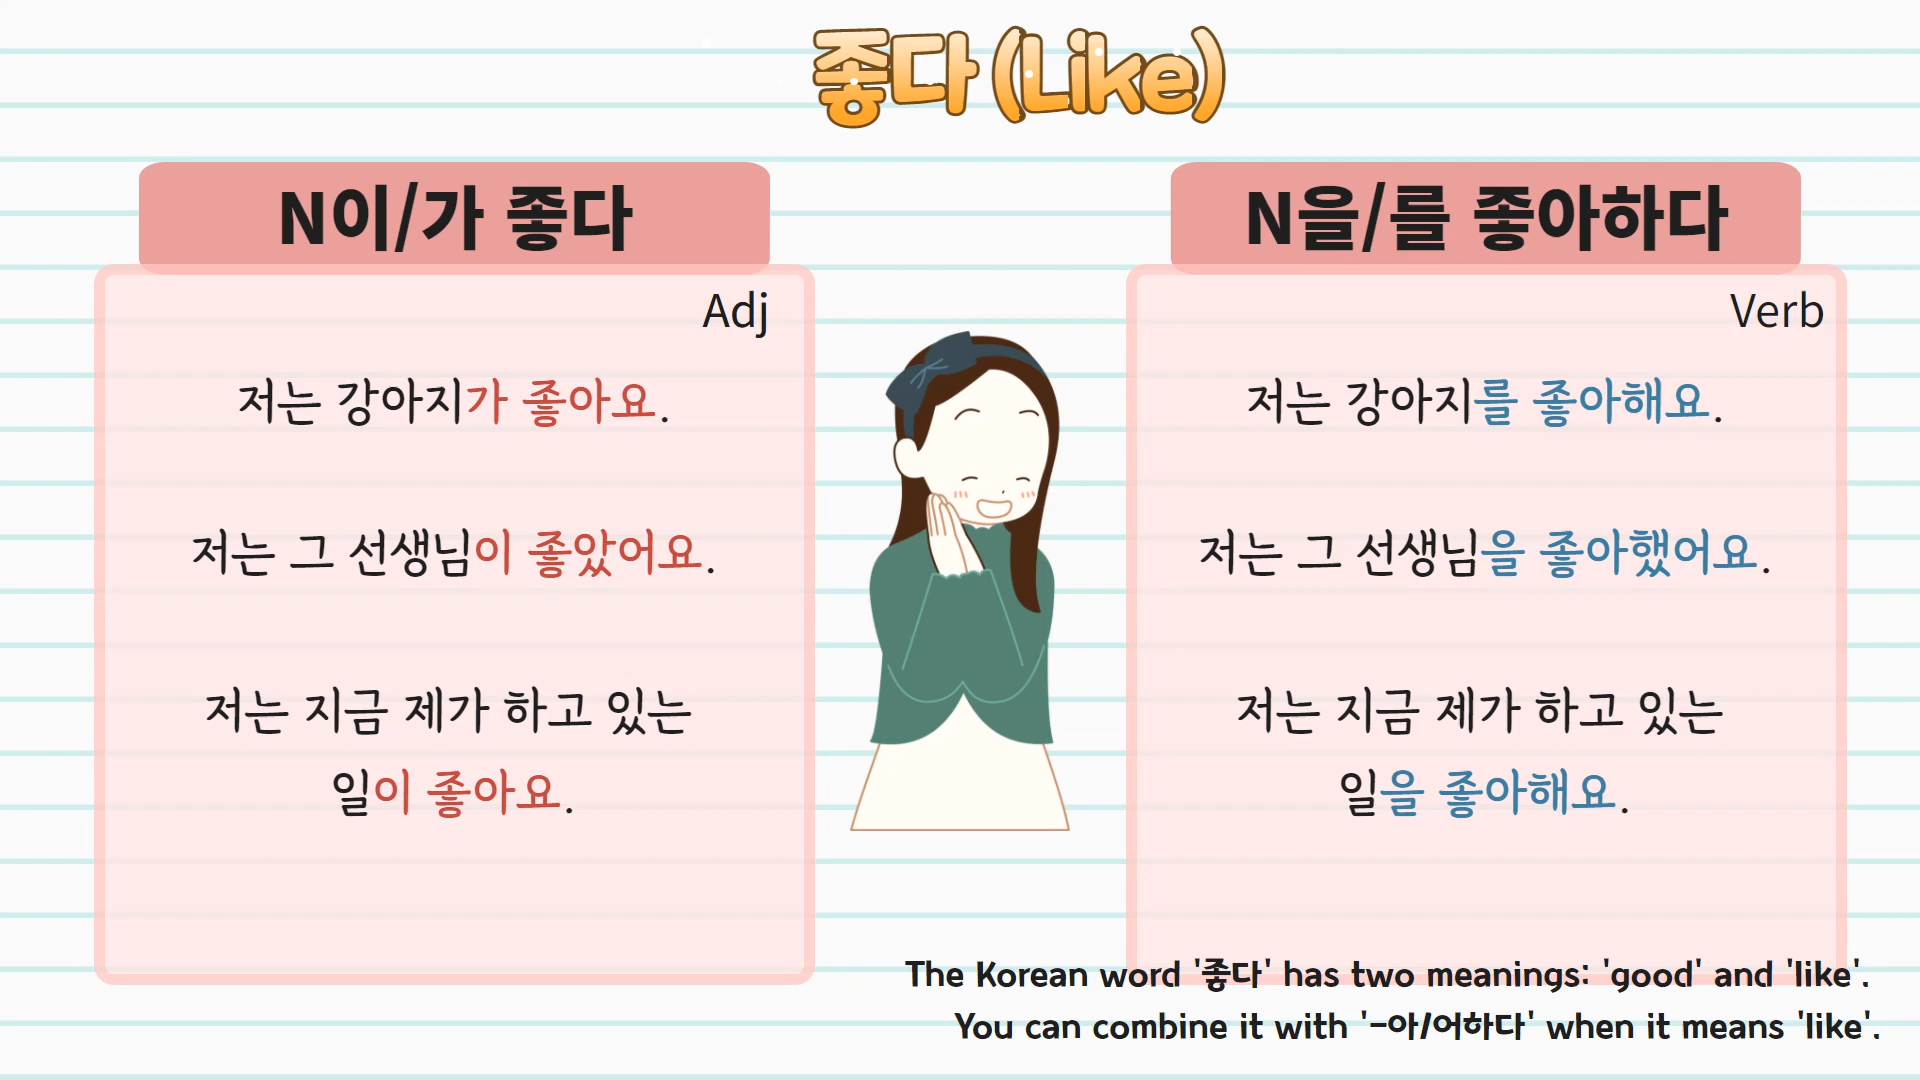 좋다 (Like)
N이/가 좋다
Adj
저는 강아지가 좋아요.
저는 그 선생님이 좋았어요.
저는 지금 제가 하고 있는
일이 좋아요.
N을/를 좋아하다
Verb
저는 강아지를 좋아해요.
저는 그 선생님을 좋아했어요.
저는 지금 제가 하고 있는
일을 좋아해요.
The Korean word '좋다' has two meanings: 'good' and 'like'.
You can combine it with '-아/어하다' when it means 'like'.